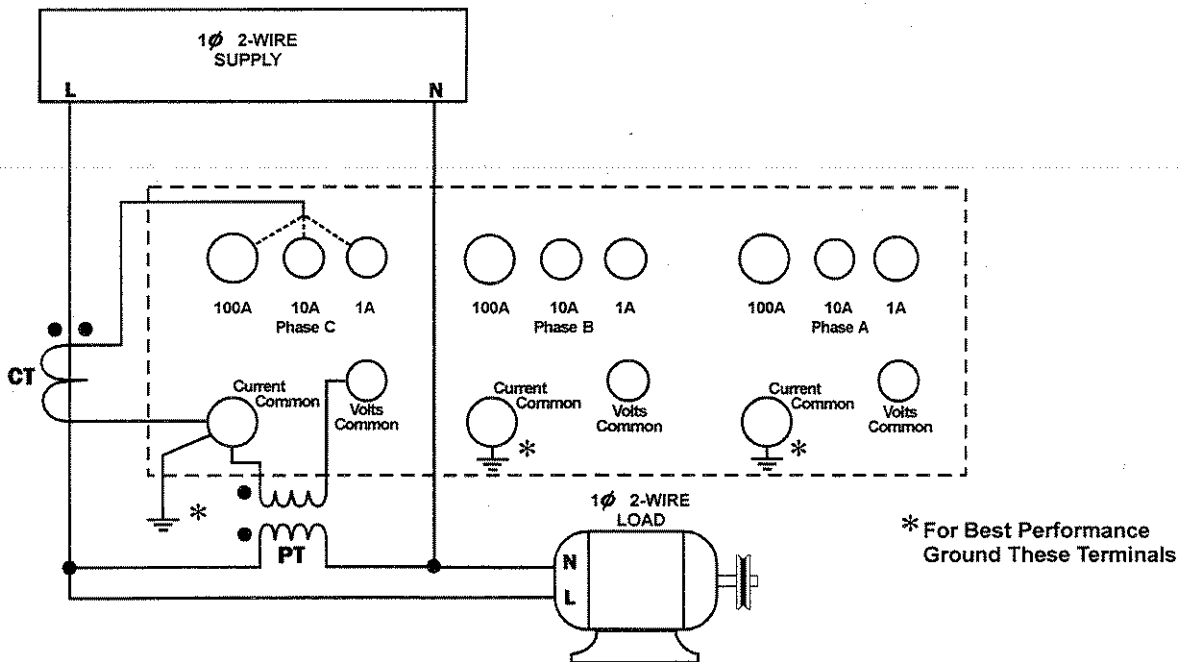 1ϕ 2-WIRE
SUPPLY
L
N
100A
10A
1A
Phase C
100A
10A
1A
Phase B
100A
10A
1A
Phase A
CT
Current
Common
Volts
Common
Current
Common
Volts
Common
Current
Common
Volts
Common
*
*
*
PT
1ϕ 2-WIRE
LOAD
N
L
* For Best Performance
Ground These Terminals